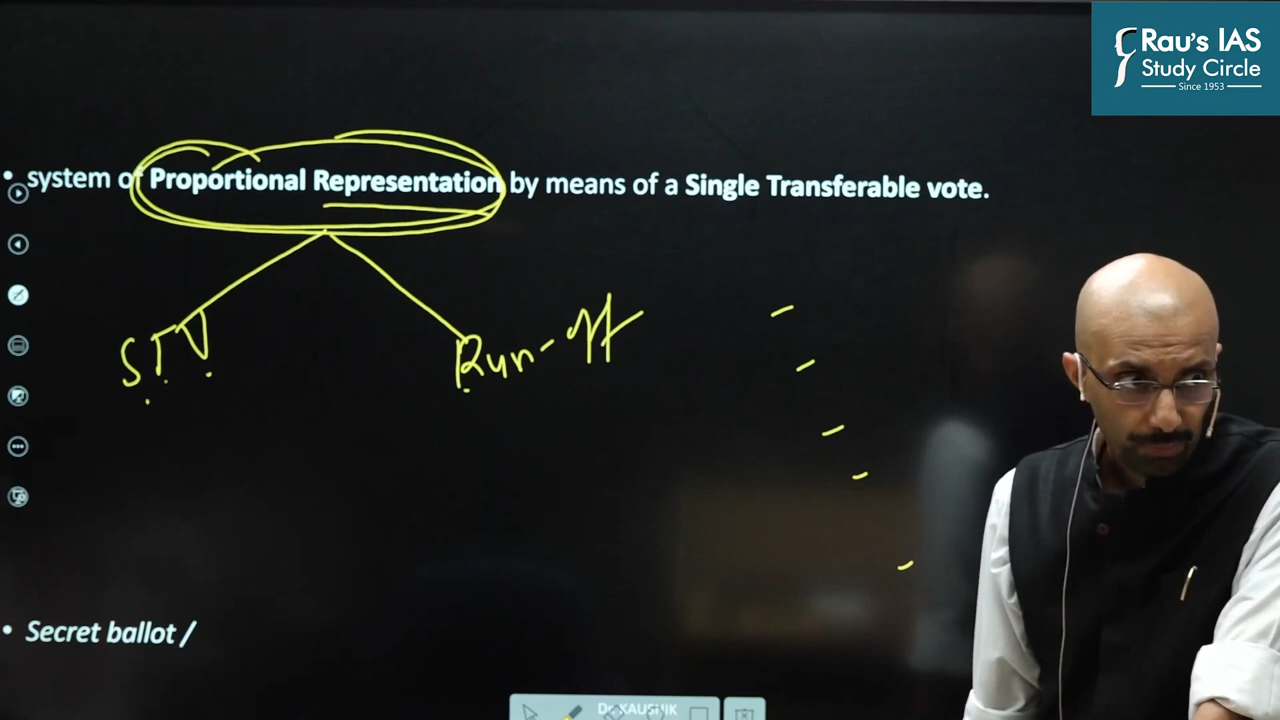 Rau's IAS
Study Circle
Since 1953
• system of Proportional Representation by means of a Single Transferable vote.
STV
Run-off
• Secret ballot /
Dr KAUSHIK